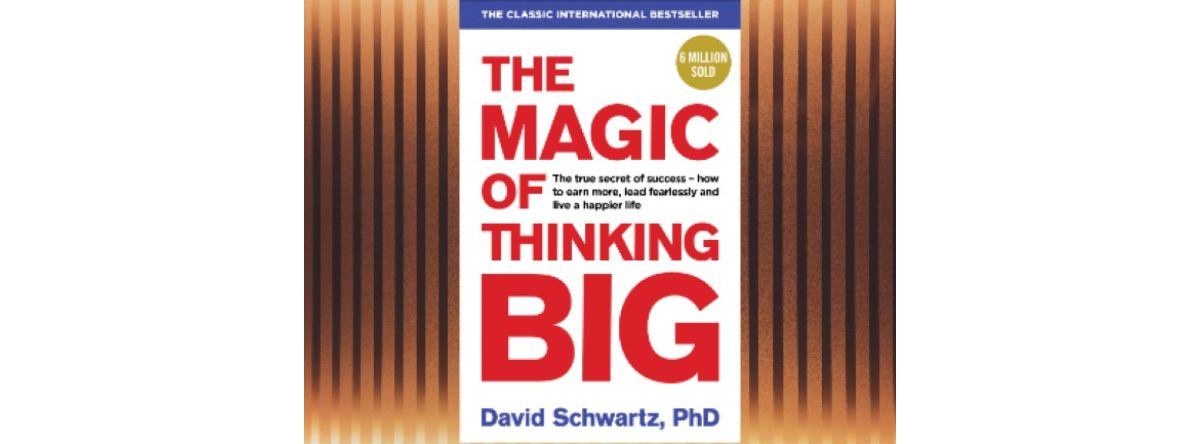 THE CLASSIC INTERNATIONAL BESTSELLER
6 MILLION
SOLD
THE
MAGIC
OF
The true secret of success – how
to earn more, lead fearlessly and
live a happier life
THINKING
BIG
David Schwartz, PhD